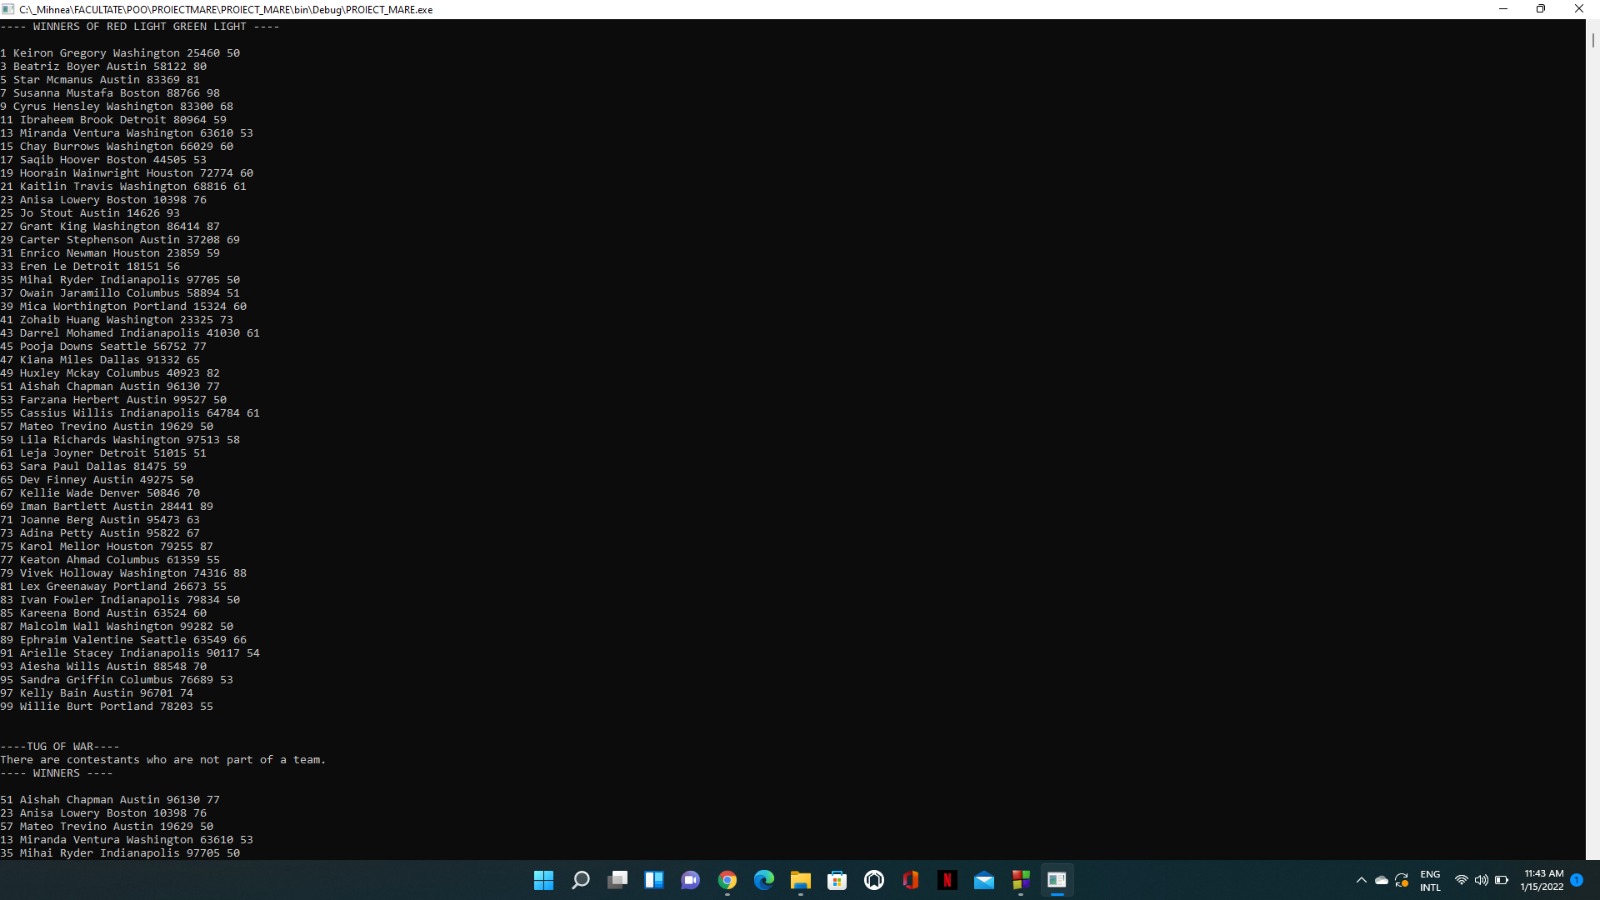 C:\_Mihnea\FACULTATE\POO\PROIECTMARE\PROIECT_MARE\bin\Debug\PROIECT_MARE.exe
---- WINNERS OF RED LIGHT GREEN LIGHT ----
1 Keiron Gregory Washington 25460 50
3 Beatriz Boyer Austin 58122 80
5 Star Mcmanus Austin 83369 81
7 Susanna Mustafa Boston 88766 98
9 Cyrus Hensley Washington 83300 68
11 Ibraheem Brook Detroit 80964 59
13 Miranda Ventura Washington 63610 53
15 Chay Burrows Washington 66029 60
17 Saqib Hoover Boston 44505 53
19 Hoorain Wainwright Houston 72774 60
21 Kaitlin Travis Washington 68816 61
23 Anisa Lowery Boston 10398 76
25 Jo Stout Austin 14626 93
27 Grant King Washington 86414 87
29 Carter Stephenson Austin 37208 69
31 Enrico Newman Houston 23859 59
33 Eren Le Detroit 18151 56
35 Mihai Ryder Indianapolis 97705 50
37 Owain Jaramillo Columbus 58894 51
39 Mica Worthington Portland 15324 60
41 Zohaib Huang Washington 23325 73
43 Darrel Mohamed Indianapolis 41030 61
45 Pooja Downs Seattle 56752 77
47 Kiana Miles Dallas 91332 65
49 Huxley Mckay Columbus 40923 82
51 Aishah Chapman Austin 96130 77
53 Farzana Herbert Austin 99527 50
55 Cassius Willis Indianapolis 64784 61
57 Mateo Trevino Austin 19629 50
59 Lila Richards Washington 97513 58
61 Leja Joyner Detroit 51015 51
63 Sara Paul Dallas 81475 59
65 Dev Finney Austin 49275 50
67 Kellie Wade Denver 50846 70
69 Iman Bartlett Austin 28441 89
71 Joanne Berg Austin 95473 63
73 Adina Petty Austin 95822 67
75 Karol Mellor Houston 79255 87
77 Keaton Ahmad Columbus 61359 55
79 Vivek Holloway Washington 74316 88
81 Lex Greenaway Portland 26673 55
83 Ivan Fowler Indianapolis 79834 50
85 Kareena Bond Austin 63524 60
87 Malcolm Wall Washington 99282 50
89 Ephraim Valentine Seattle 63549 66
91 Arielle Stacey Indianapolis 90117 54
93 Aiesha Wills Austin 88548 70
95 Sandra Griffin Columbus 76689 53
97 Kelly Bain Austin 96701 74
99 Willie Burt Portland 78203 55
----TUG OF WAR----
There are contestants who are not part of a team.
---- WINNERS ----
51 Aishah Chapman Austin 96130 77
23 Anisa Lowery Boston 10398 76
57 Mateo Trevino Austin 19629 50
13 Miranda Ventura Washington 63610 53
35 Mihai Ryder Indianapolis 97705 50
N
ENG
INTL
11:43 AM
1/15/2022
1